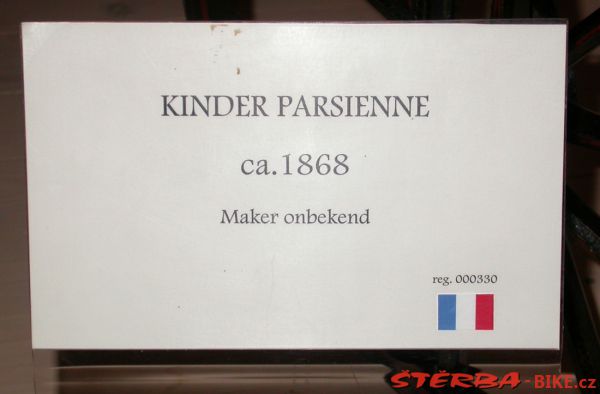 KINDER PARSIENNE
ca.1868
Maker onbekend
reg. 000330
ŠTĚRBA-BIKE.cz